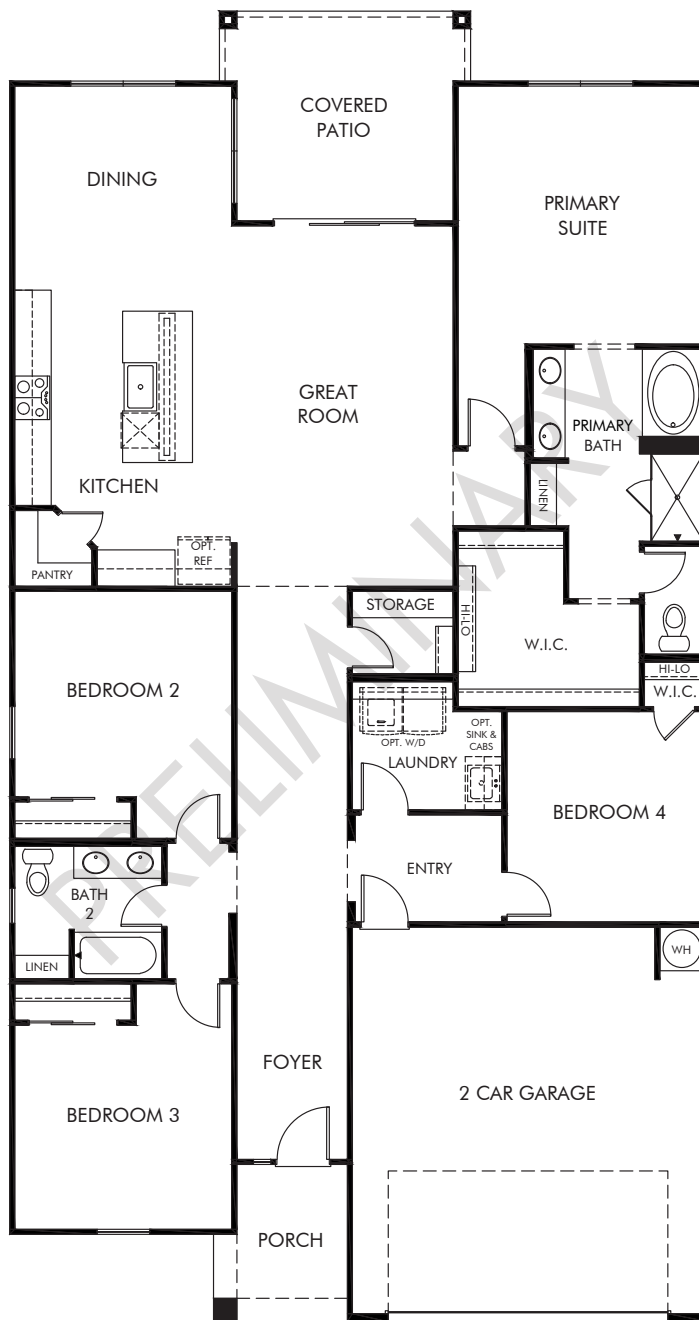 COVERED
PATIO
DINING
PRIMARY
SUITE
GREAT
ROOM
PRIMARY
BATH
KITCHEN
LINEN
OPT.
REF
PANTRY
STORAGE
HI-LO
W.I.C.
HI-LO
W.I.C.
BEDROOM 2
OPT. W/D
OPT.
SINK &
CABS
LAUNDRY
BEDROOM 4
ENTRY
BATH
2
LINEN
WH
FOYER
2 CAR GARAGE
BEDROOM 3
PORCH
PRELIMINARY